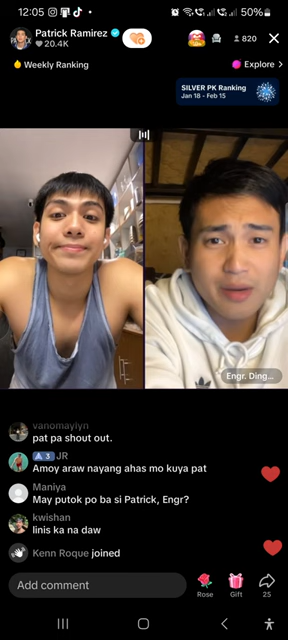 12:05
50%
Patrick Ramirez
20.4K
820
Weekly Ranking
Explore >
SILVER PK Ranking
Jan 18 - Feb 15
Engr. Ding...
vanomaylyn
pat pa shout out.
3 JR
Amoy araw nayang ahas mo kuya pat
Maniya
May putok po ba si Patrick, Engr?
kwishan
linis ka na daw
Kenn Roque joined
Add comment
Rose
Gift
25